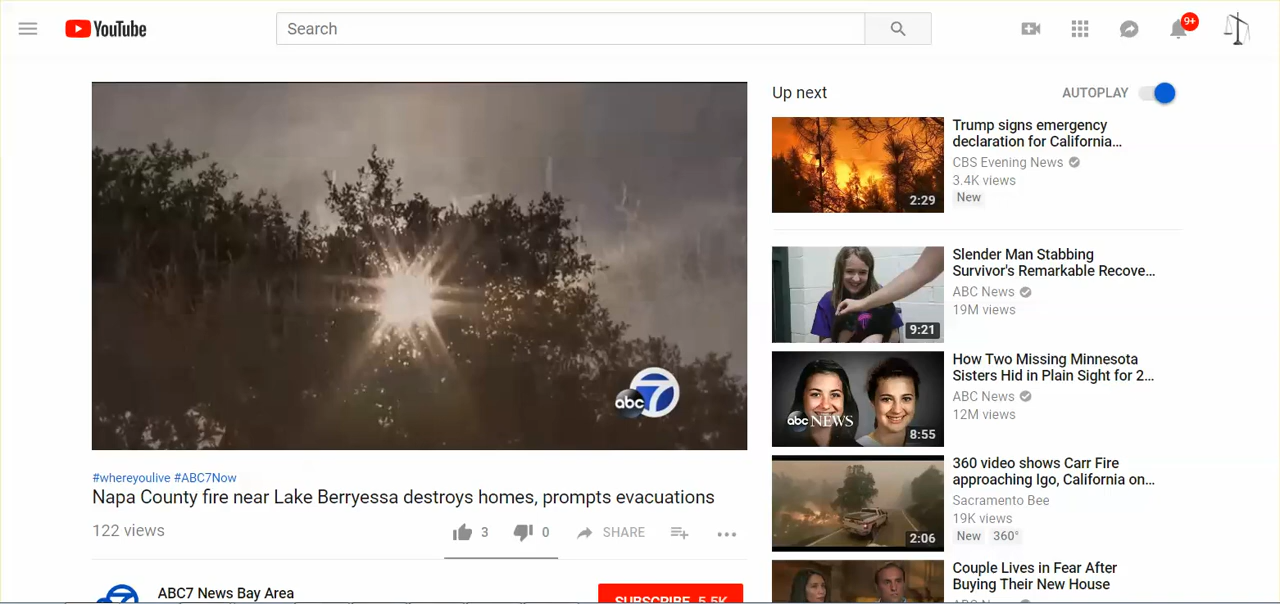 YouTube
Search
9+
abc 7
#whereyoulive #ABC7Now
Napa County fire near Lake Berryessa destroys homes, prompts evacuations
122 views
3
0
SHARE
ABC7 News Bay Area
SUBSCRIBE 5.5K
Up next
AUTOPLAY
2:29
Trump signs emergency
declaration for California...
CBS Evening News
3.4K views
New
9:21
Slender Man Stabbing
Survivor's Remarkable Recove...
ABC News
19M views
abc NEWS
8:55
How Two Missing Minnesota
Sisters Hid in Plain Sight for 2...
ABC News
12M views
2:06
360 video shows Carr Fire
approaching Igo, California on...
Sacramento Bee
19K views
New 360°
Couple Lives in Fear After
Buying Their New House